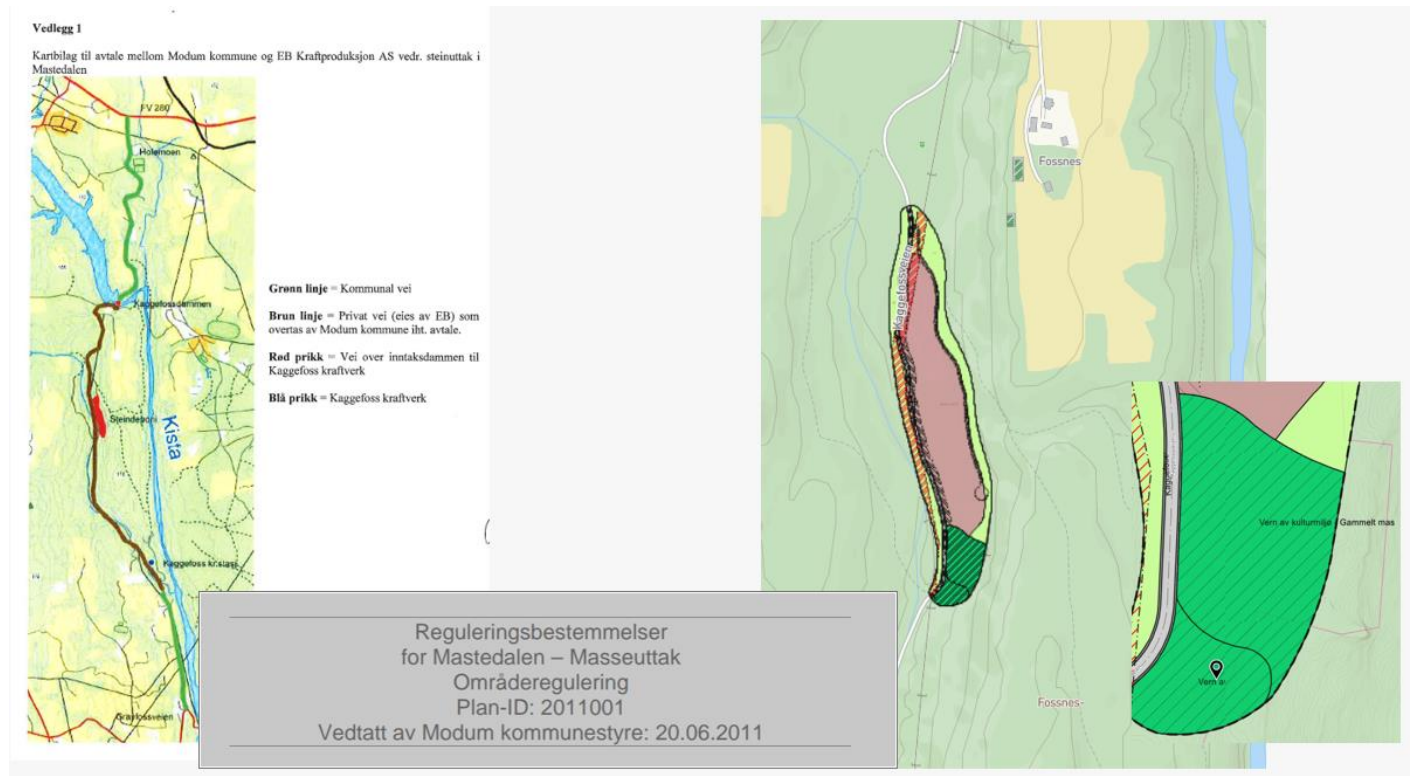 Vedlegg 1
Kartbilag til avtale mellom Modum kommune og EB Kraftproduksjon AS vedr. steinuttak i
Mastedalen
FV 280
Holemoen
Kaggefossdammen
Steindeponi
Kista
Kaggefoss kr.stasj
Gravfossveien
Grønn linje = Kommunal vei
Brun linje = Privat vei (eies av EB) som
overtas av Modum kommune iht. avtale.
Rød prikk = Vei over inntaksdammen til
Kaggefoss kraftverk
Blå prikk = Kaggefoss kraftverk
Fossnes
Kaggefossveien
Vern av kulturmiljø - Gammelt mas
Vern av
Fossnes-
Reguleringsbestemmelser
for Mastedalen – Masseuttak
Områderegulering
Plan-ID: 2011001
Vedtatt av Modum kommunestyre: 20.06.2011